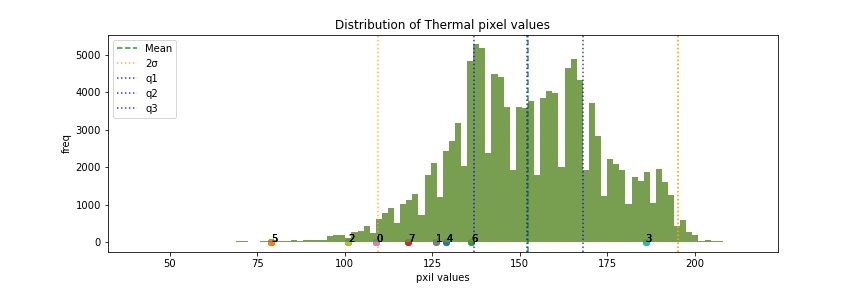 Distribution of Thermal pixel values
Mean
2σ
q1
q2
q3
freq
5000
4000
3000
2000
1000
0
5 2 0 7 1 4 6 3
50 75 100 125 150 175 200
pxil values